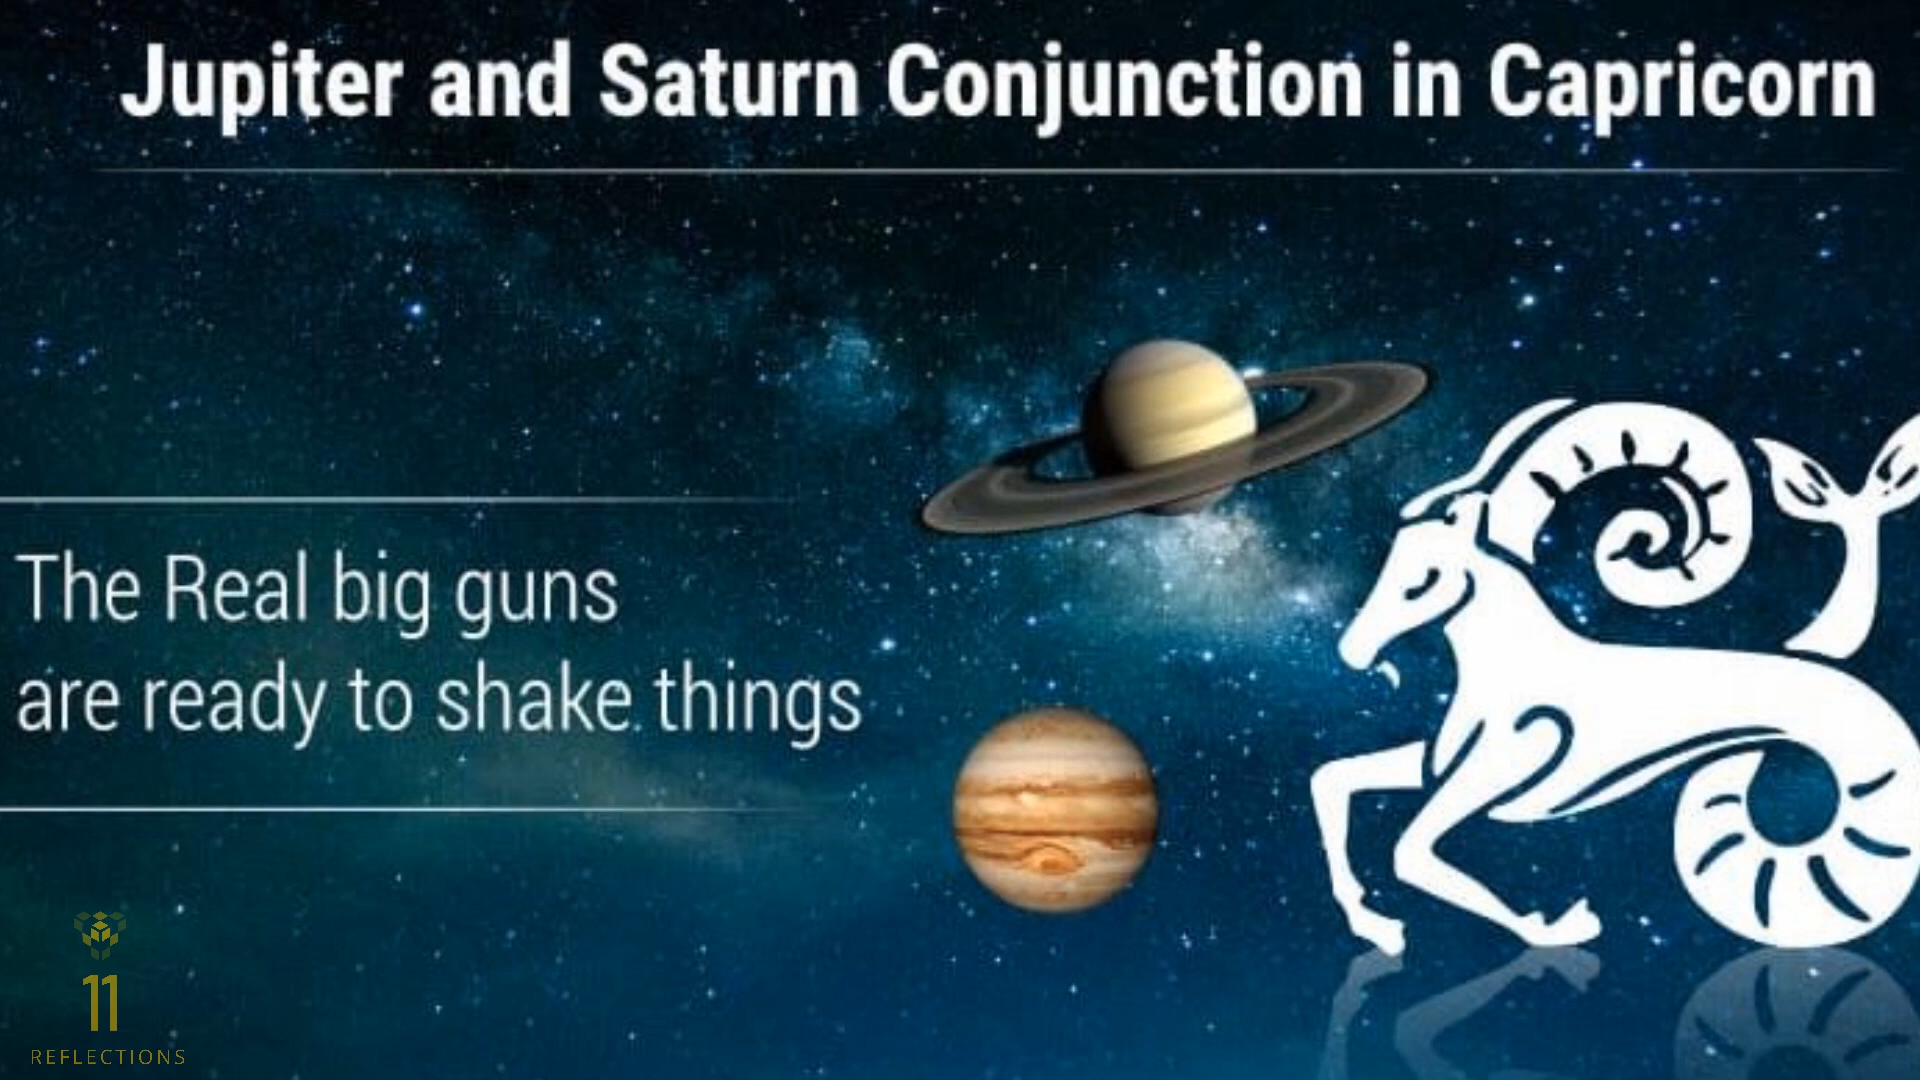 Jupiter and Saturn Conjunction in Capricorn
The Real big guns
are ready to shake things
11
REFLECTIONS